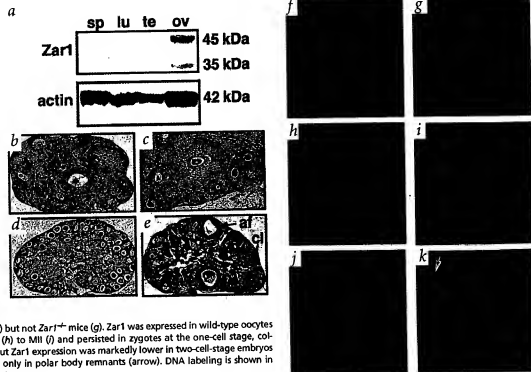 a
sp lu te ov
Zar1
45 kDa
35 kDa
actin
42 kDa
b
c
d
e
af
cl
f
g
h
i
j
k
) but not Zar1-/- mice (g). Zar1 was expressed in wild-type oocytes
(h) to MII (i) and persisted in zygotes at the one-cell stage, col-
ut Zar1 expression was markedly lower in two-cell-stage embryos
only in polar body remnants (arrow). DNA labeling is shown in